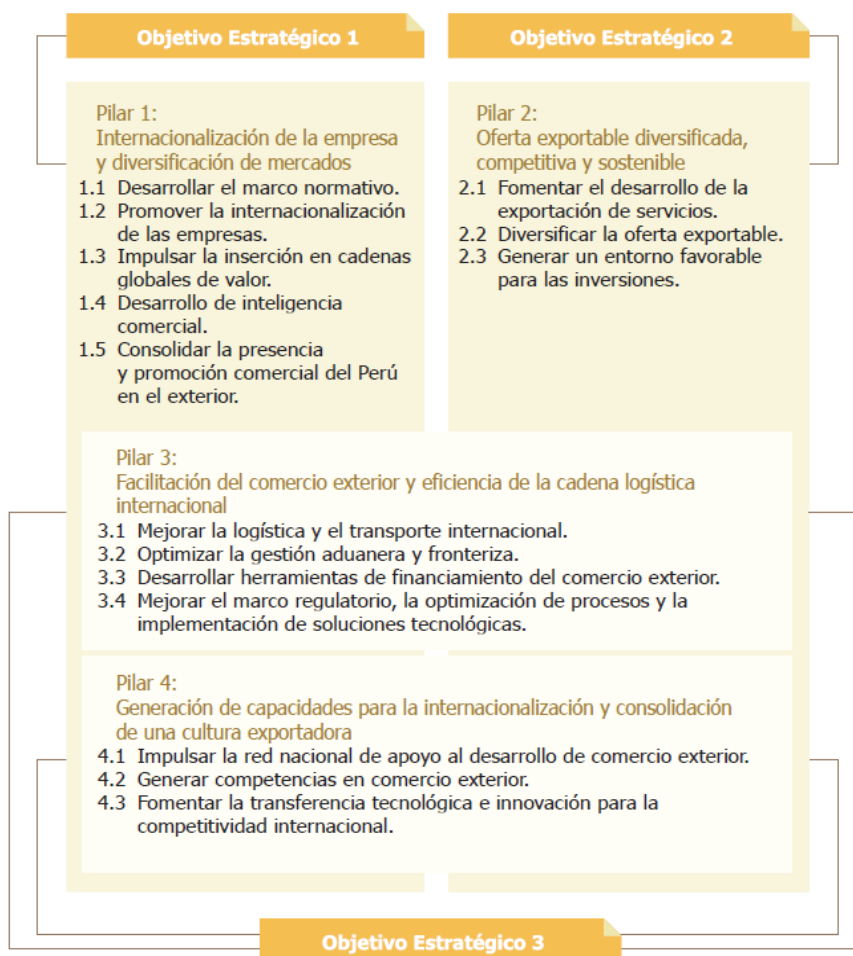 Objetivo Estratégico 1
Objetivo Estratégico 2
Pilar 1:
Internacionalización de la empresa
y diversificación de mercados
1.1 Desarrollar el marco normativo.
1.2 Promover la internacionalización
de las empresas.
1.3 Impulsar la inserción en cadenas
globales de valor.
1.4 Desarrollo de inteligencia
comercial.
1.5 Consolidar la presencia
y promoción comercial del Perú
en el exterior.
Pilar 2:
Oferta exportable diversificada,
competitiva y sostenible
2.1 Fomentar el desarrollo de la
exportación de servicios.
2.2 Diversificar la oferta exportable.
2.3 Generar un entorno favorable
para las inversiones.
Pilar 3:
Facilitación del comercio exterior y eficiencia de la cadena logística
internacional
3.1 Mejorar la logística y el transporte internacional.
3.2 Optimizar la gestión aduanera y fronteriza.
3.3 Desarrollar herramientas de financiamiento del comercio exterior.
3.4 Mejorar el marco regulatorio, la optimización de procesos y la
implementación de soluciones tecnológicas.
Pilar 4:
Generación de capacidades para la internacionalización y consolidación
de una cultura exportadora
4.1 Impulsar la red nacional de apoyo al desarrollo de comercio exterior.
4.2 Generar competencias en comercio exterior.
4.3 Fomentar la transferencia tecnológica e innovación para la
competitividad internacional.
Objetivo Estratégico 3